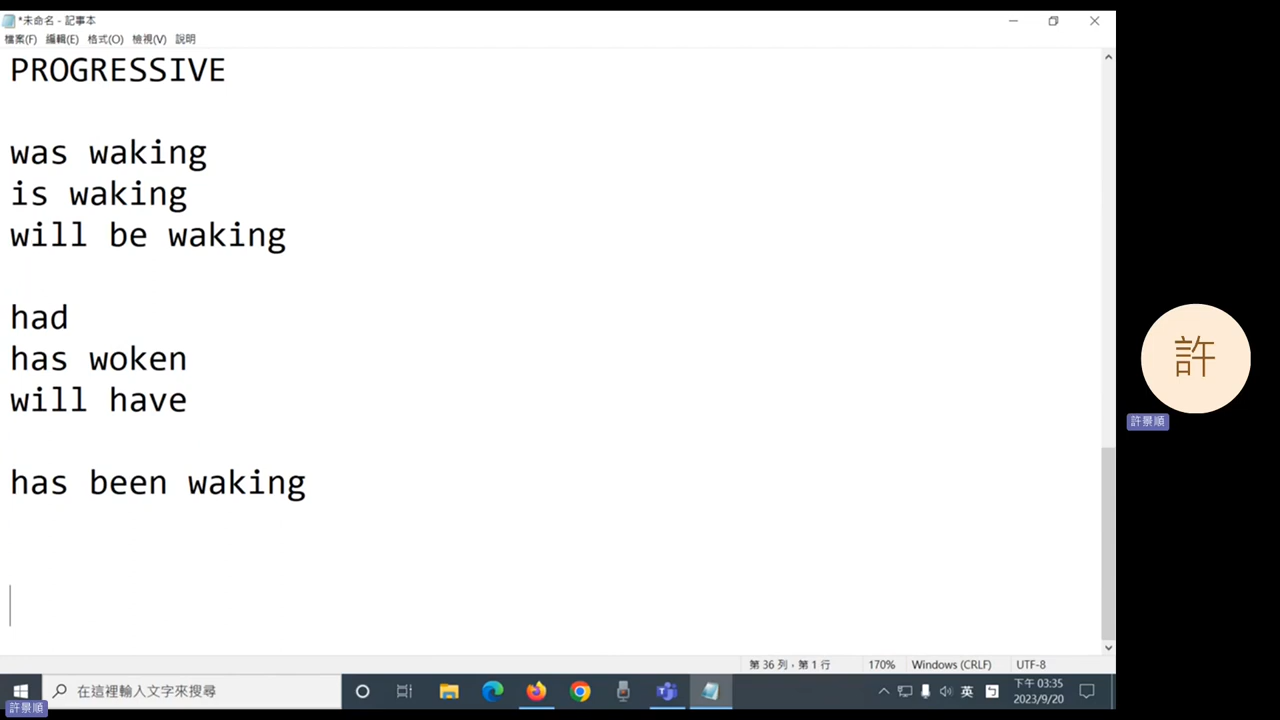 *未命名 - 記事本
檔案(F) 編輯(E) 格式(O) 檢視(V) 說明
PROGRESSIVE
was waking
is waking
will be waking
had
has woken
will have
has been waking
許
許景順
第 36 列，第 1 行 170% Windows (CRLF) UTF-8
在這裡輸入文字來搜尋
英
下午 03:35
2023/9/20
許景順